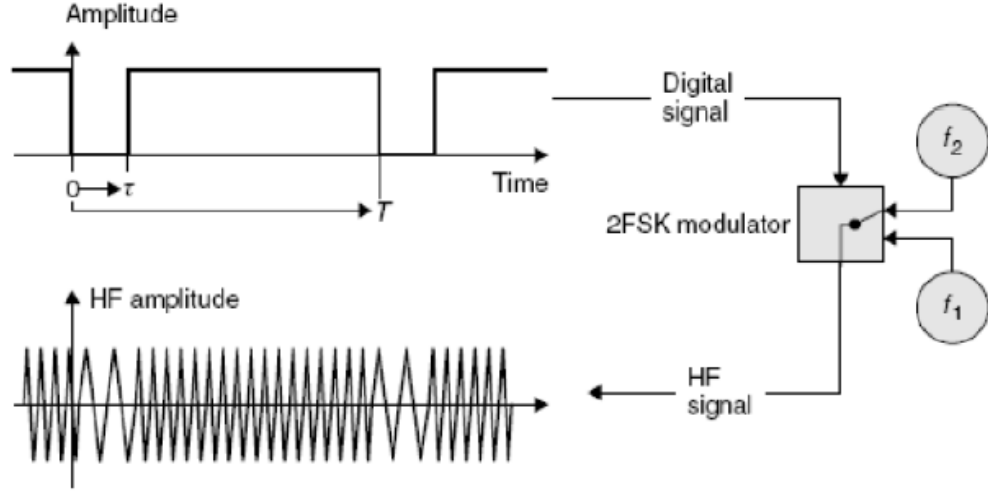 Amplitude
Digital
signal
f2
0
τ
Time
T
2FSK modulator
HF amplitude
f1
HF
signal